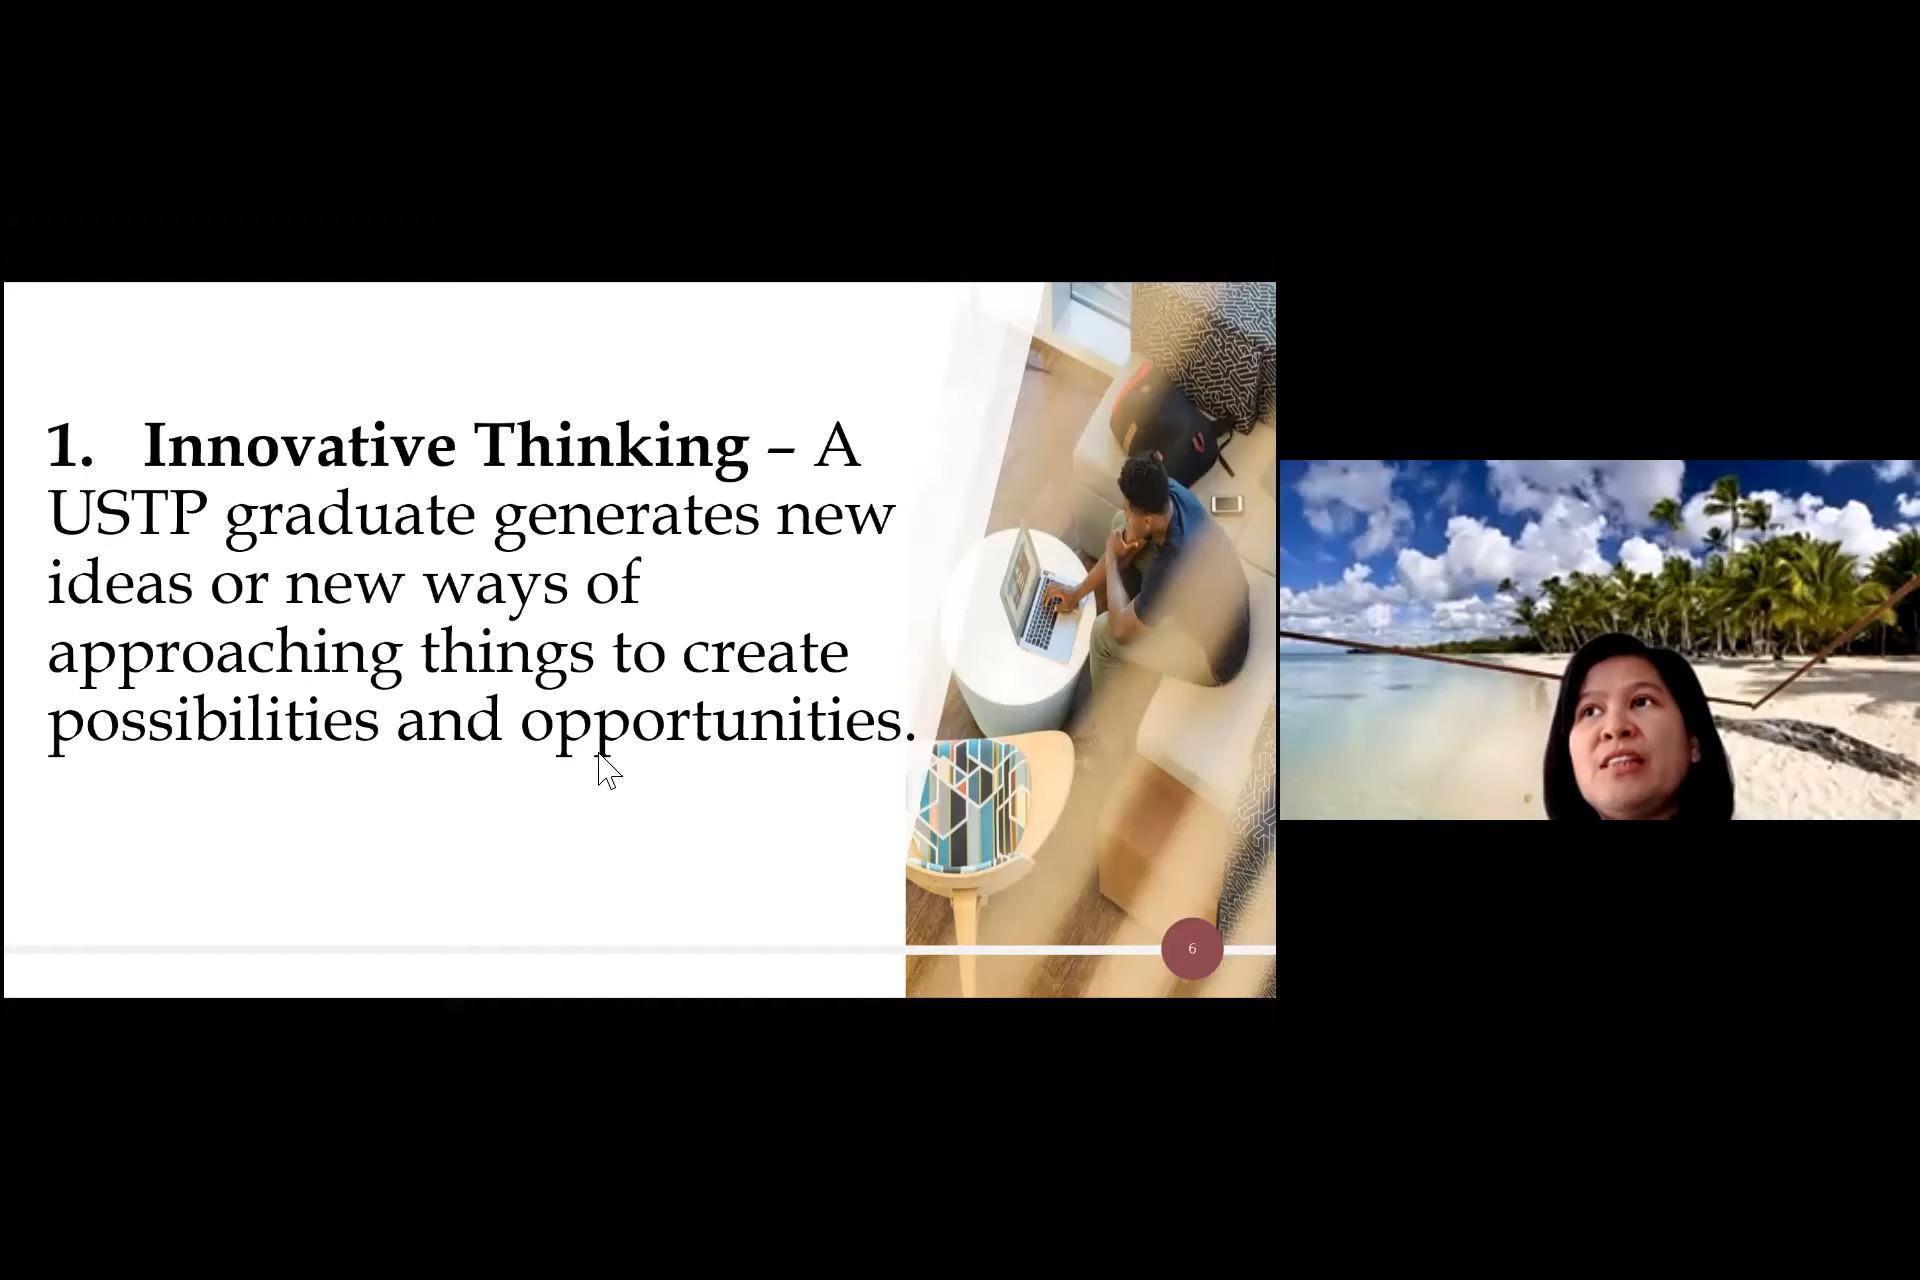 1. Innovative Thinking – A
USTP graduate generates new
ideas or new ways of
approaching things to create
possibilities and opportunities.
6